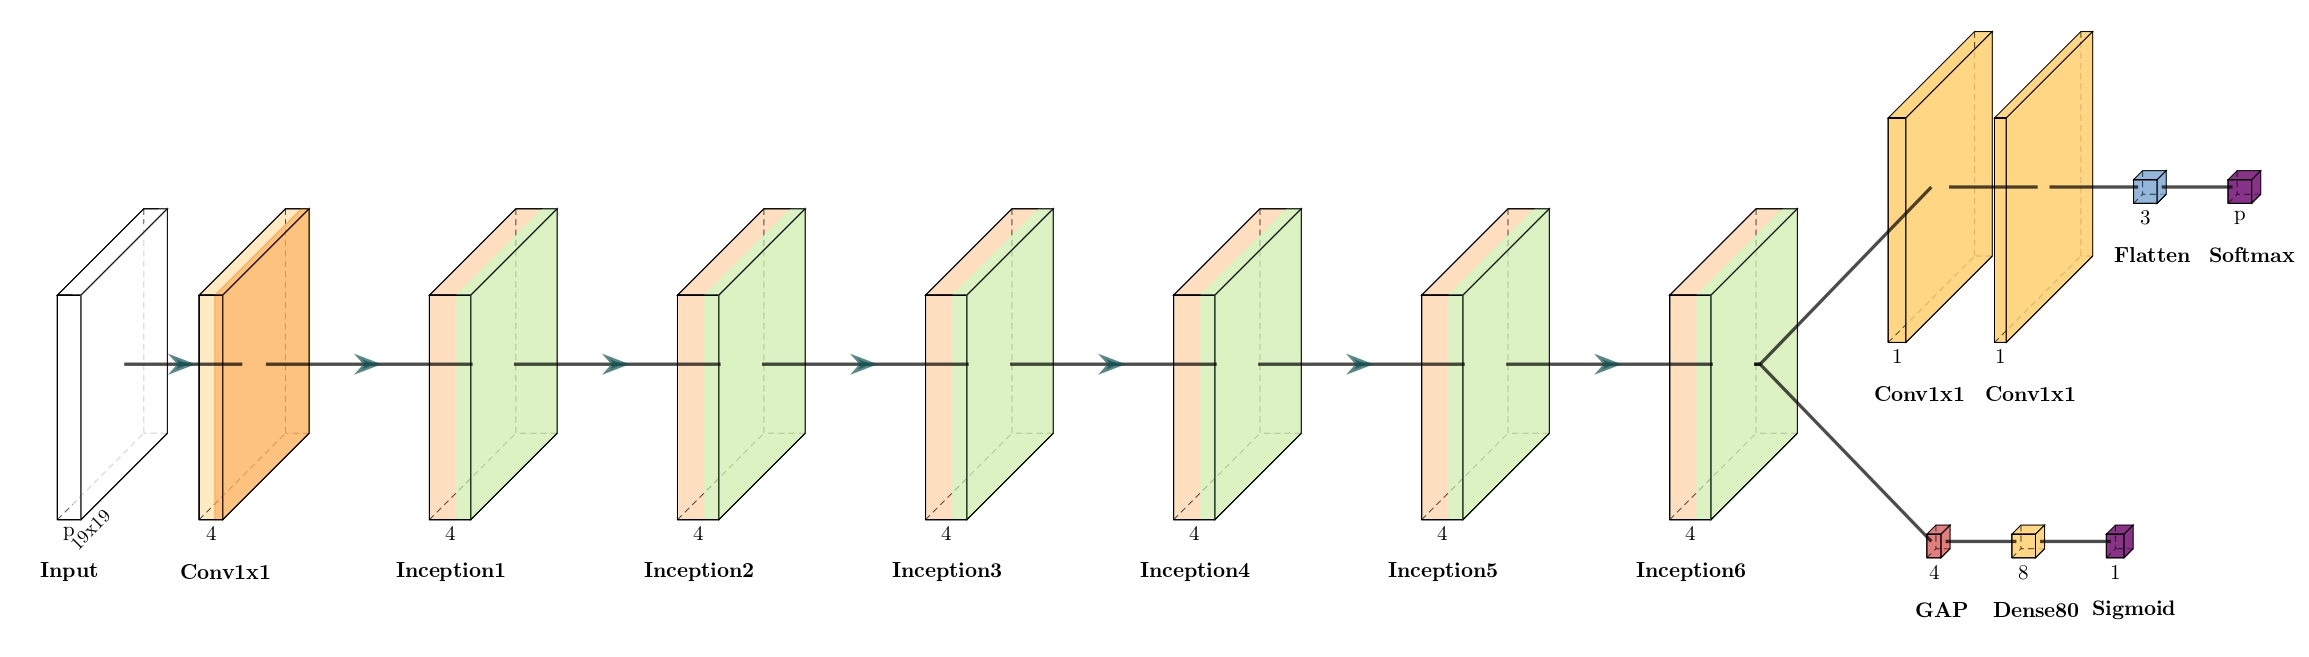 p
19x19
Input
4
Conv1x1
4
Inception1
4
Inception2
4
Inception3
4
Inception4
4
Inception5
4
Inception6
1
Conv1x1
1
Conv1x1
3
Flatten
p
Softmax
4
GAP
8
Dense80
1
Sigmoid